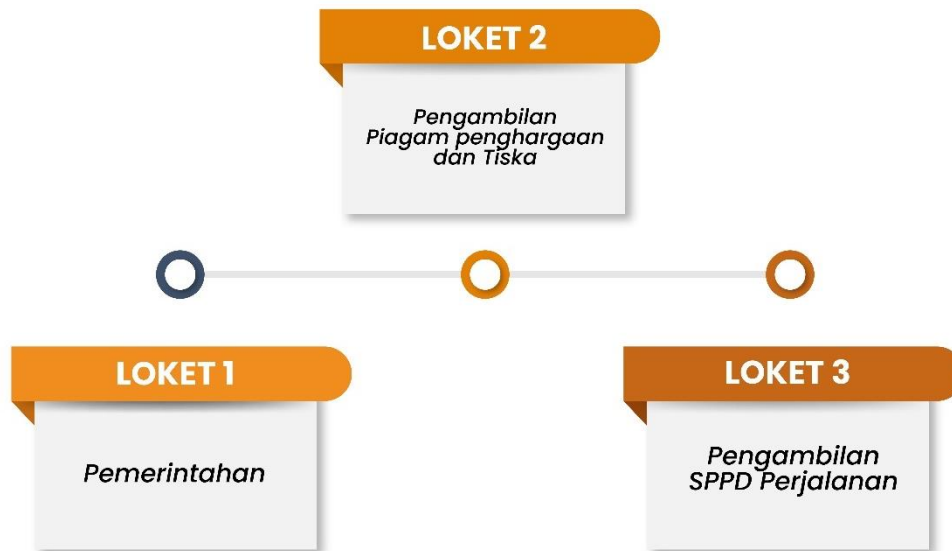 LOKET 2
Pengambilan
Piagam penghargaan
dan Tiska
LOKET 1
Pemerintahan
LOKET 3
Pengambilan
SPPD Perjalanan